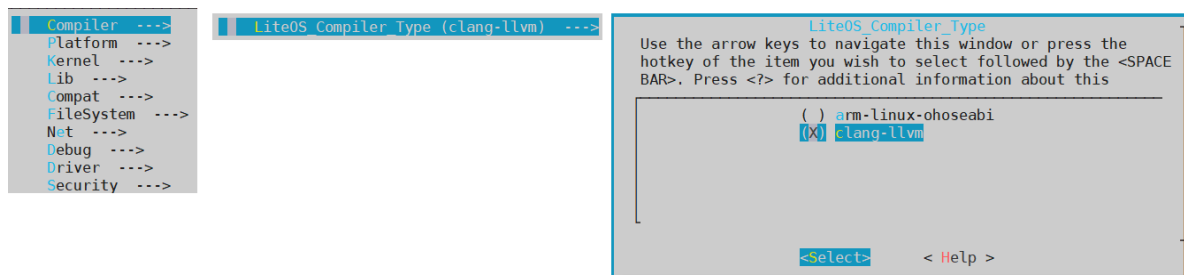 Compiler --->
Platform --->
Kernel --->
Lib --->
Compat --->
FileSystem --->
Net --->
Debug --->
Driver --->
Security --->
LiteOS_Compiler_Type (clang-llvm) --->
LiteOS_Compiler_Type
Use the arrow keys to navigate this window or press the
hotkey of the item you wish to select followed by the <SPACE
BAR>. Press <?> for additional information about this
( ) arm-linux-ohoseabi
(X) clang-llvm
<Select> < Help >